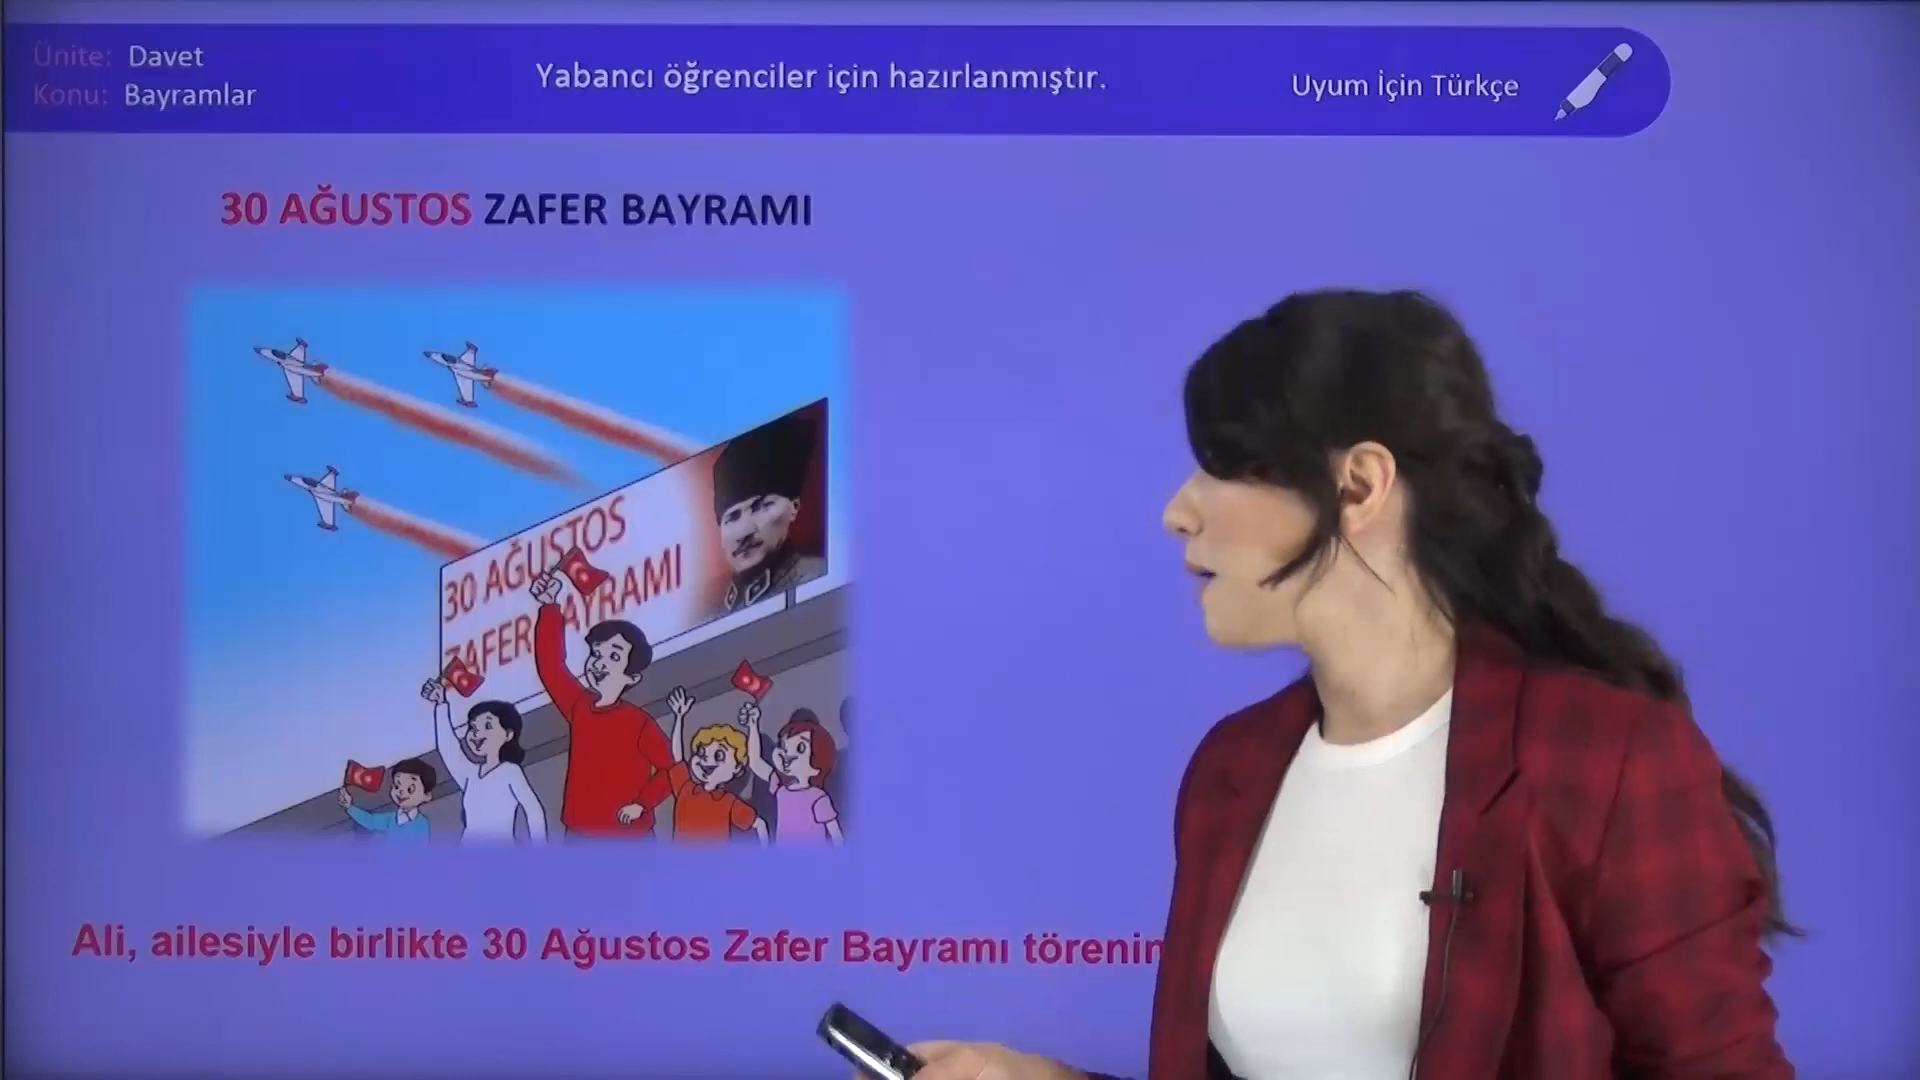 Ünite: Davet
Konu: Bayramlar
Yabancı öğrenciler için hazırlanmıştır.
Uyum İçin Türkçe
30 AĞUSTOS ZAFER BAYRAMI
30 AĞUSTOS
ZAFER BAYRAMI
Ali, ailesiyle birlikte 30 Ağustos Zafer Bayramı